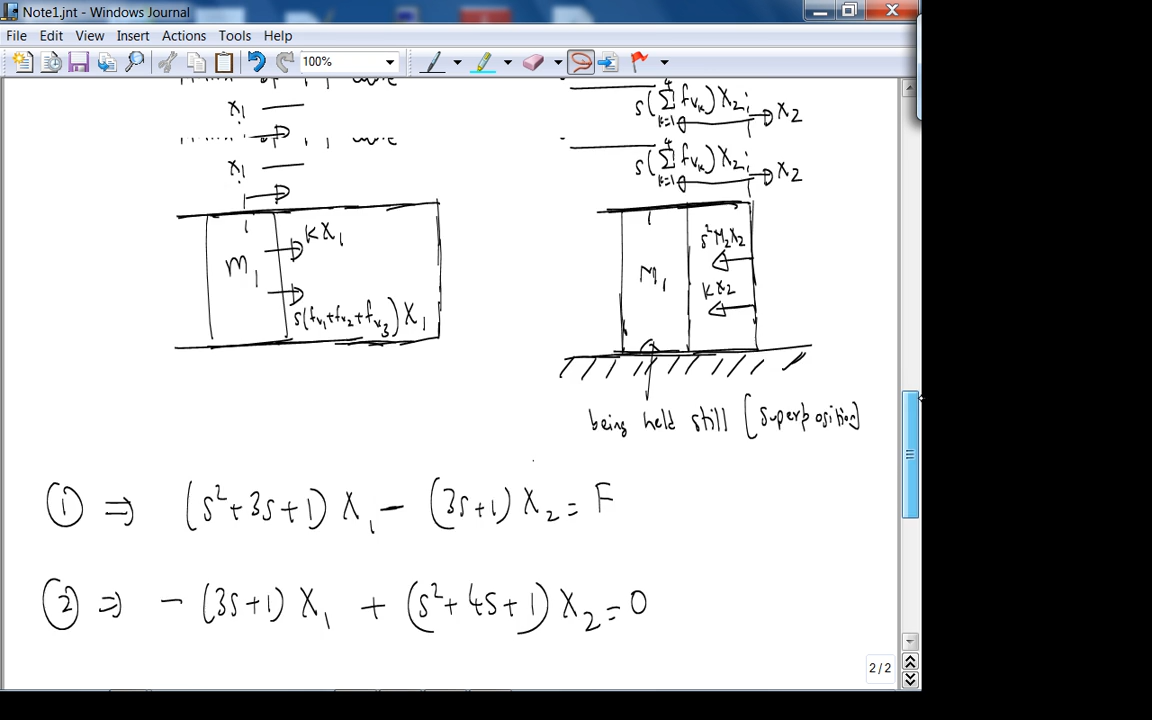 Note1.jnt - Windows Journal
File Edit View Insert Actions Tools Help
100%
X₁
s(Σ⁴ₖ₌₁ fᵥₖ) X₂
X₂
X₁
s(Σ⁴ₖ₌₁ fᵥₖ) X₂
X₂
m₁
KX₁
s(fᵥ₁+fᵥ₂+fᵥ₃) X₁
M₁
s²M₂X₂
KX₂
being held still (superposition)
① ⇒ (s²+3s+1) X₁ - (3s+1) X₂ = F
② ⇒ - (3s+1) X₁ + (s²+4s+1) X₂ = 0
2 / 2